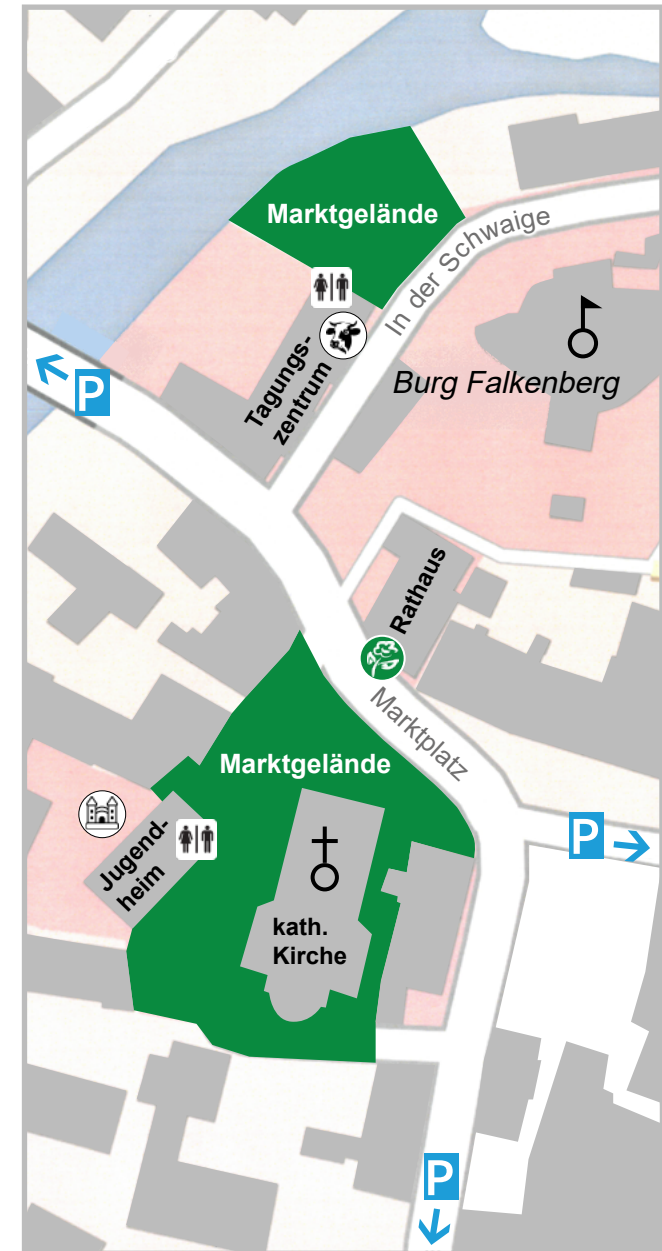 Marktgelände
In der Schwaige
Tagungs-
zentrum
Burg Falkenberg
P
Rathaus
Marktplatz
Marktgelände
P
Jugend-
heim
kath.
Kirche
P